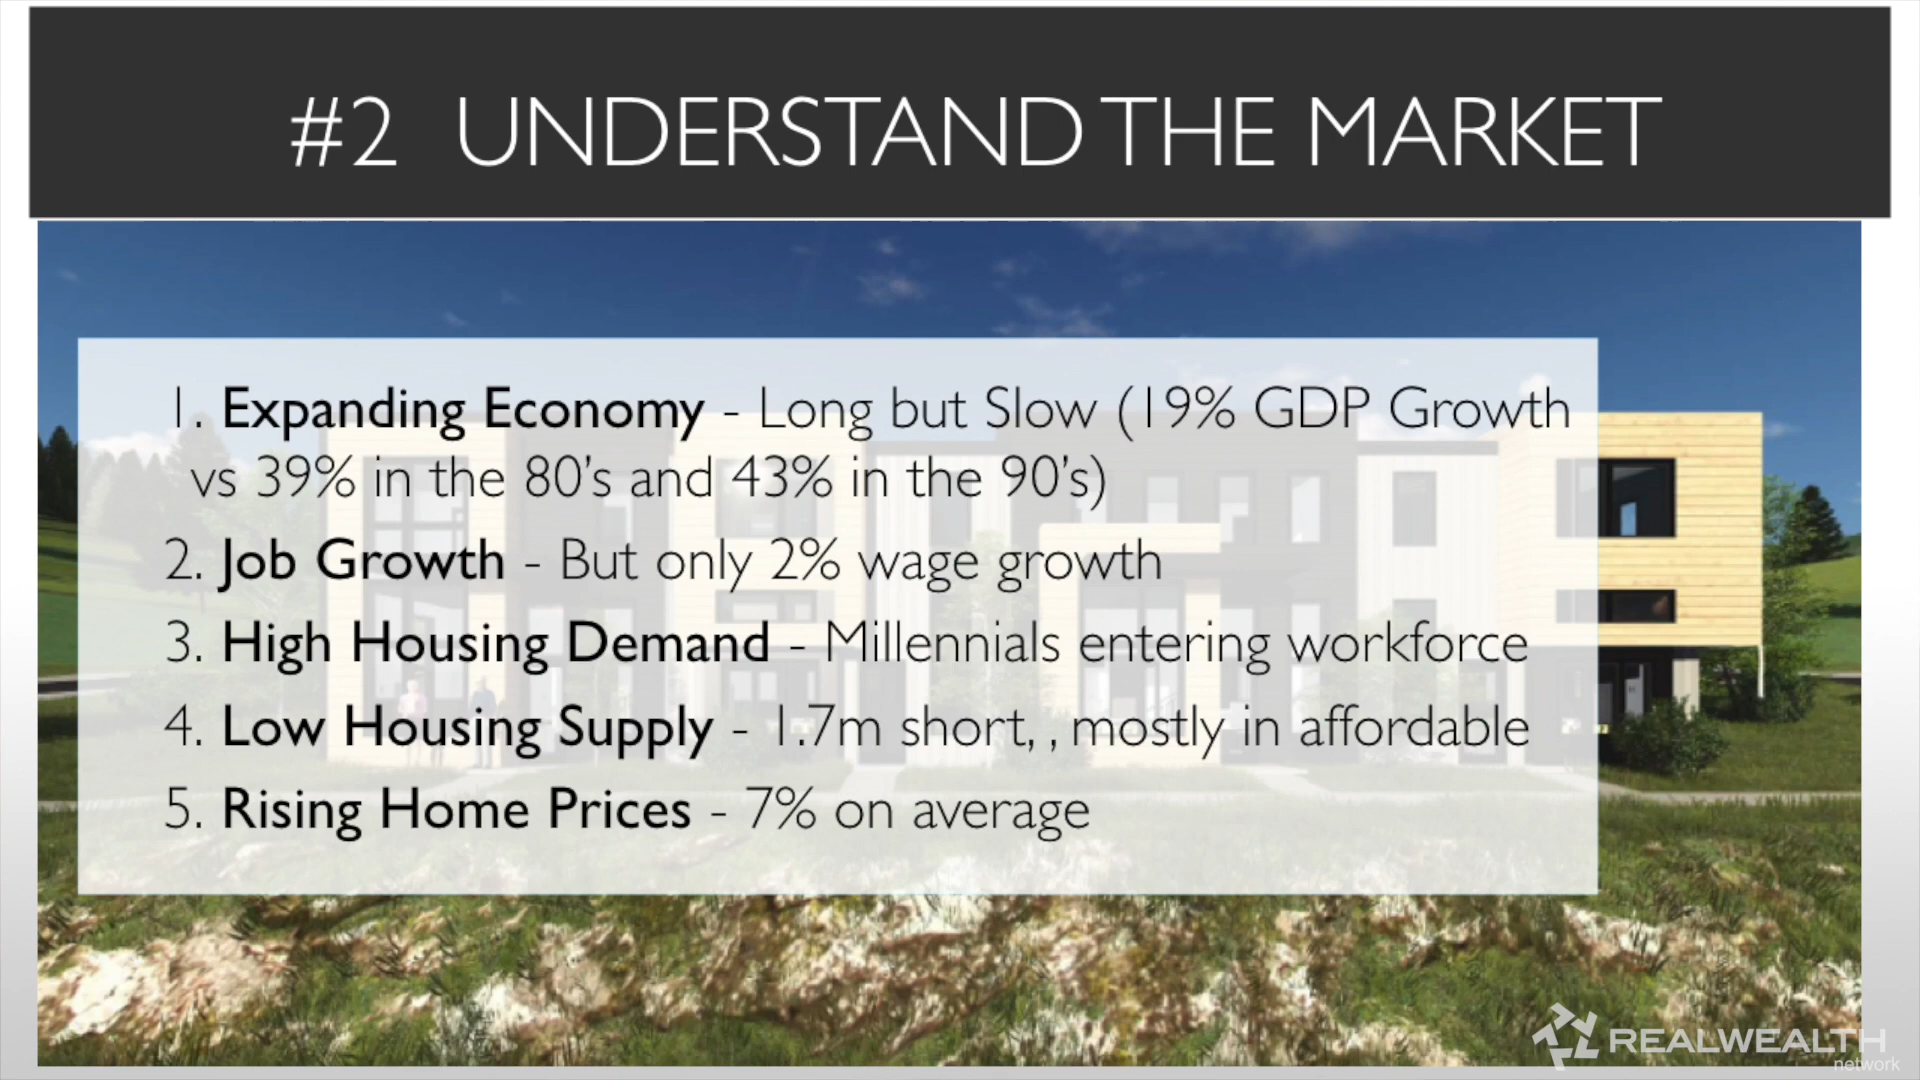 #2 UNDERSTAND THE MARKET
1. Expanding Economy - Long but Slow (19% GDP Growth
vs 39% in the 80's and 43% in the 90's)
2. Job Growth - But only 2% wage growth
3. High Housing Demand - Millennials entering workforce
4. Low Housing Supply - 1.7m short, , mostly in affordable
5. Rising Home Prices - 7% on average
REALWEALTH
network